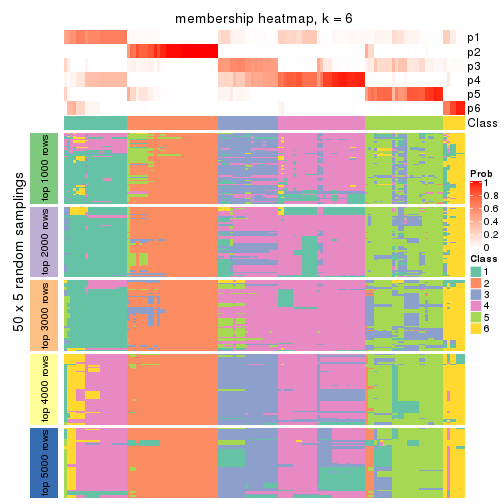 membership heatmap, k = 6
p1
p2
p3
p4
p5
p6
Class
50 x 5 random samplings
top 1000 rows
top 2000 rows
top 3000 rows
top 4000 rows
top 5000 rows
Prob
1
0.8
0.6
0.4
0.2
0
Class
1
2
3
4
5
6